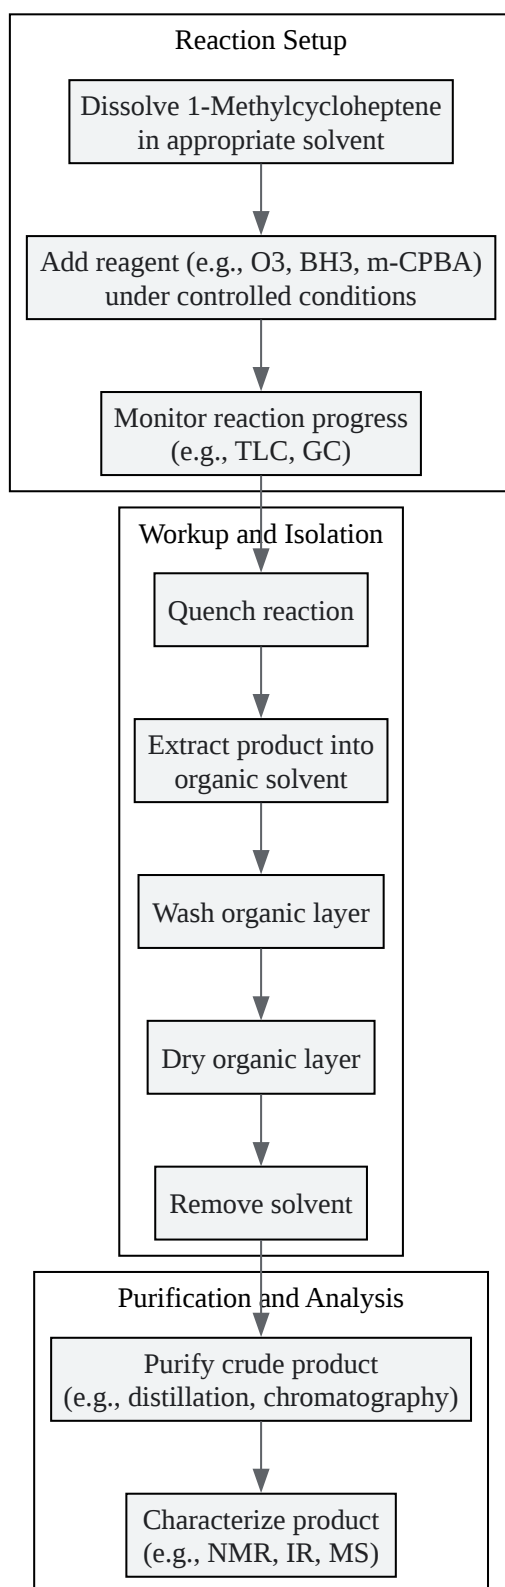 Reaction Setup
Dissolve 1-Methylcycloheptene
in appropriate solvent
Add reagent (e.g., O3, BH3, m-CPBA)
under controlled conditions
Monitor reaction progress
(e.g., TLC, GC)
Workup and Isolation
Quench reaction
Extract product into
organic solvent
Wash organic layer
Dry organic layer
Remove solvent
Purification and Analysis
Purify crude product
(e.g., distillation, chromatography)
Characterize product
(e.g., NMR, IR, MS)